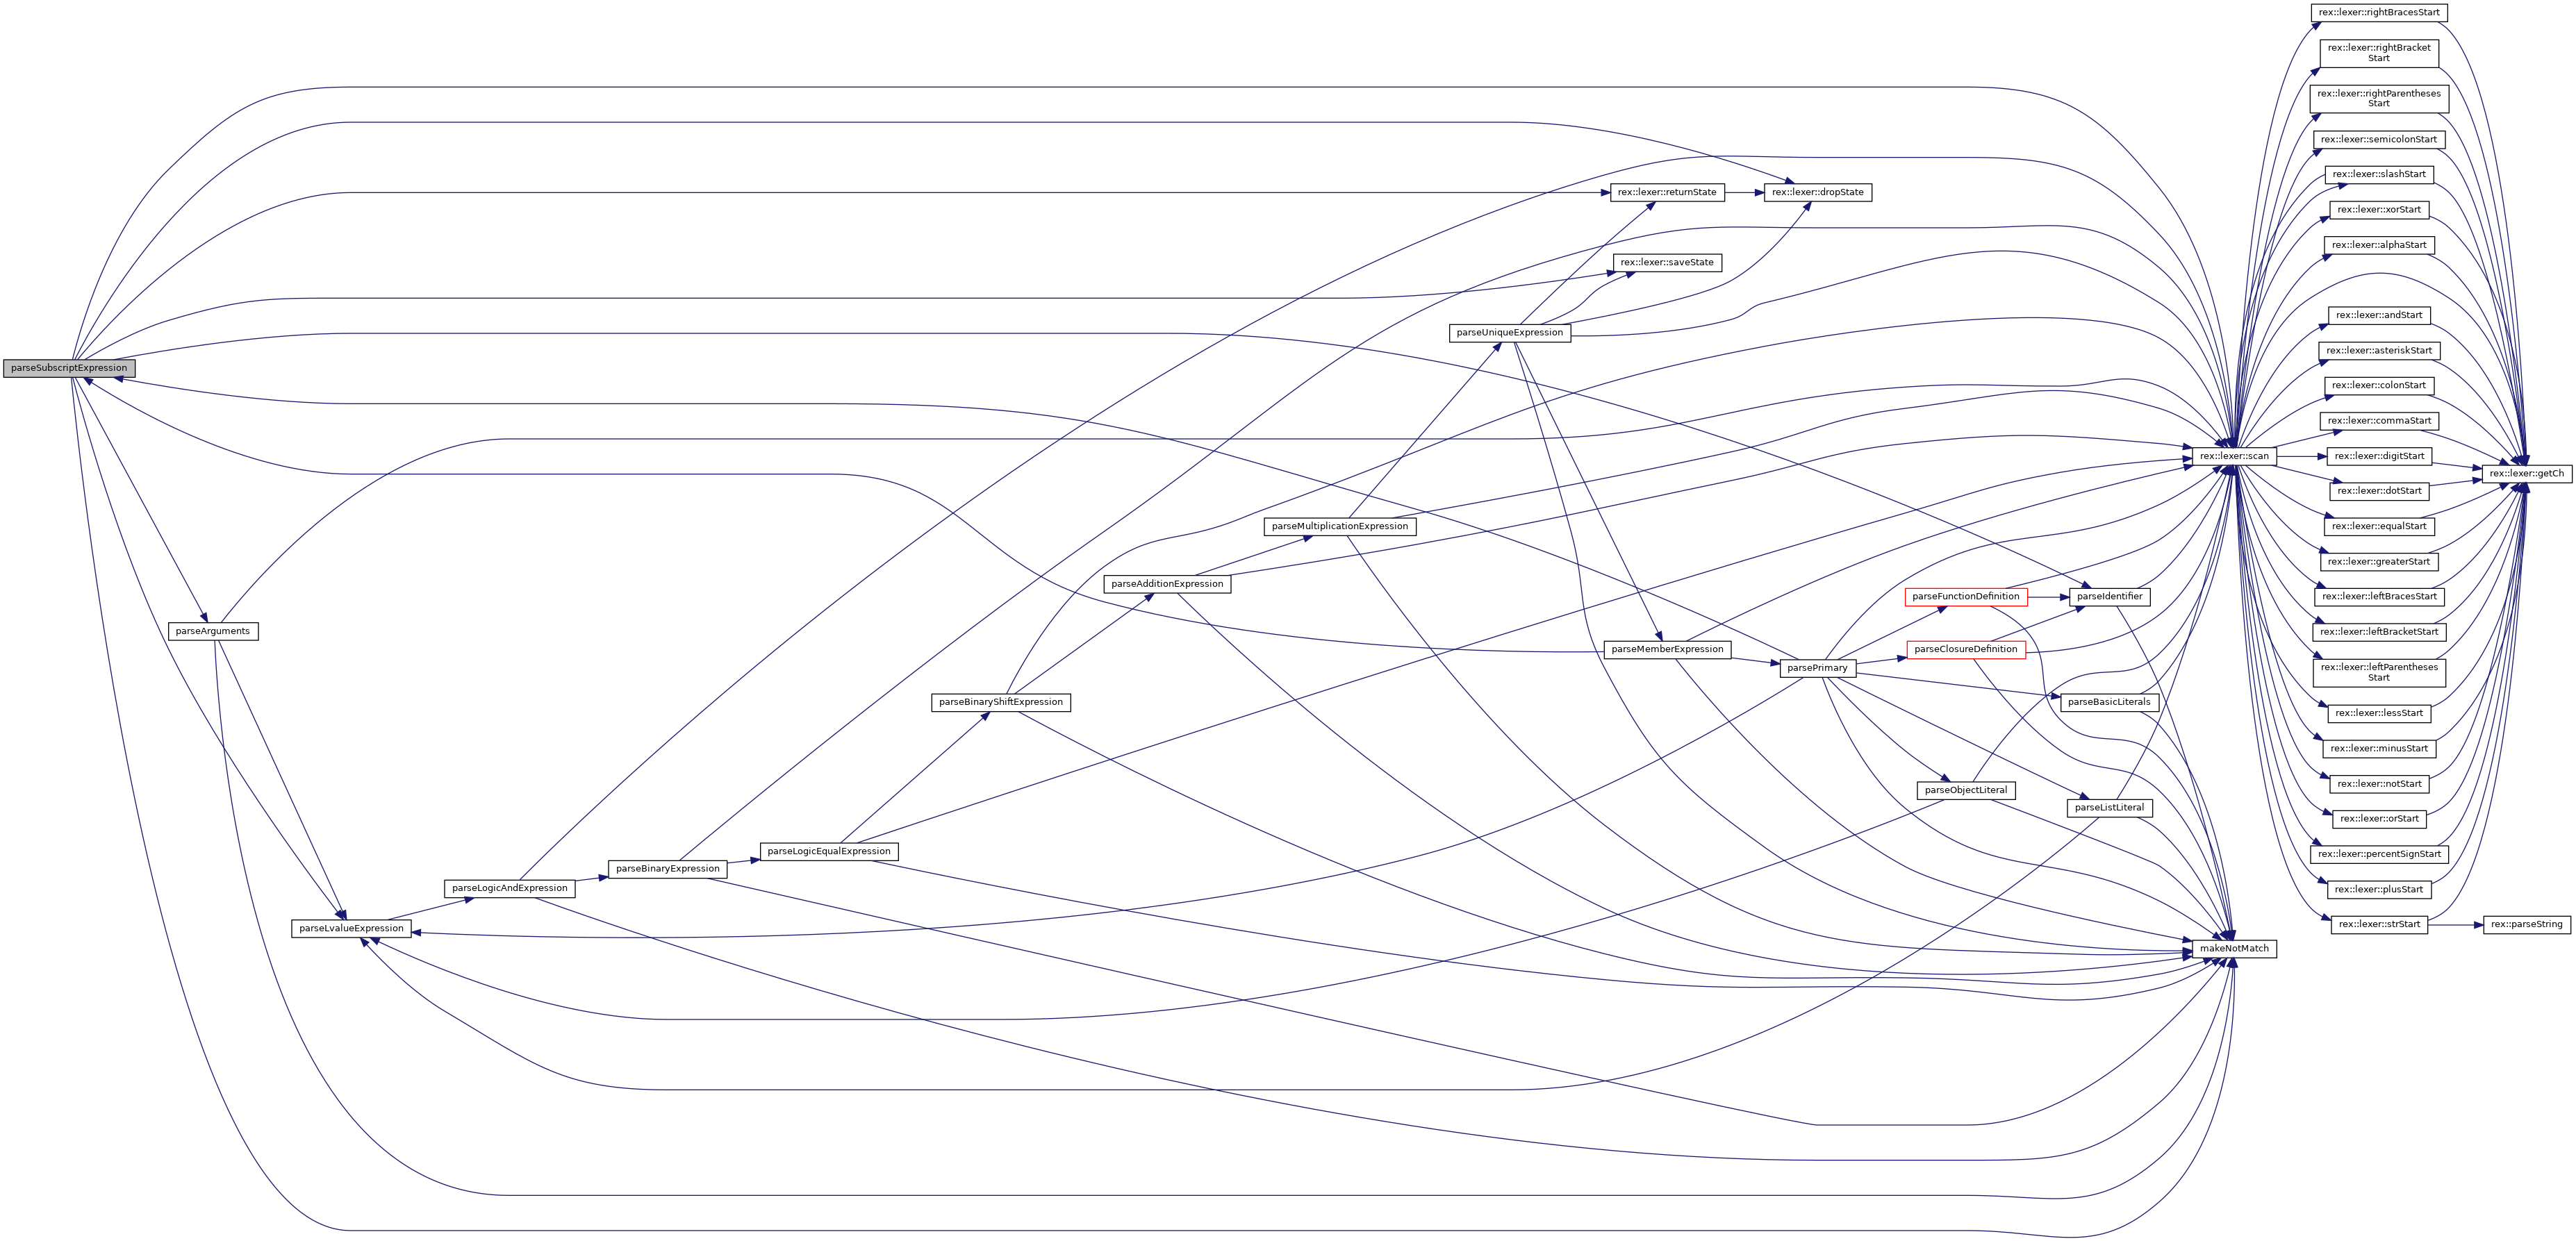 rex::lexer::rightBracesStart
rex::lexer::rightBracket
Start
rex::lexer::rightParentheses
Start
rex::lexer::semicolonStart
rex::lexer::slashStart
rex::lexer::returnState
rex::lexer::dropState
rex::lexer::xorStart
rex::lexer::alphaStart
rex::lexer::saveState
rex::lexer::andStart
parseUniqueExpression
rex::lexer::asteriskStart
parseSubscriptExpression
rex::lexer::colonStart
rex::lexer::commaStart
rex::lexer::scan
rex::lexer::digitStart
rex::lexer::getCh
rex::lexer::dotStart
parseMultiplicationExpression
rex::lexer::equalStart
rex::lexer::greaterStart
parseAdditionExpression
parseFunctionDefinition
parseIdentifier
rex::lexer::leftBracesStart
parseArguments
rex::lexer::leftBracketStart
parseMemberExpression
parseClosureDefinition
parsePrimary
rex::lexer::leftParentheses
Start
parseBinaryShiftExpression
parseBasicLiterals
rex::lexer::lessStart
rex::lexer::minusStart
rex::lexer::notStart
parseObjectLiteral
parseListLiteral
rex::lexer::orStart
parseLogicEqualExpression
rex::lexer::percentSignStart
parseBinaryExpression
parseLogicAndExpression
rex::lexer::plusStart
parseLvalueExpression
rex::lexer::strStart
rex::parseString
makeNotMatch